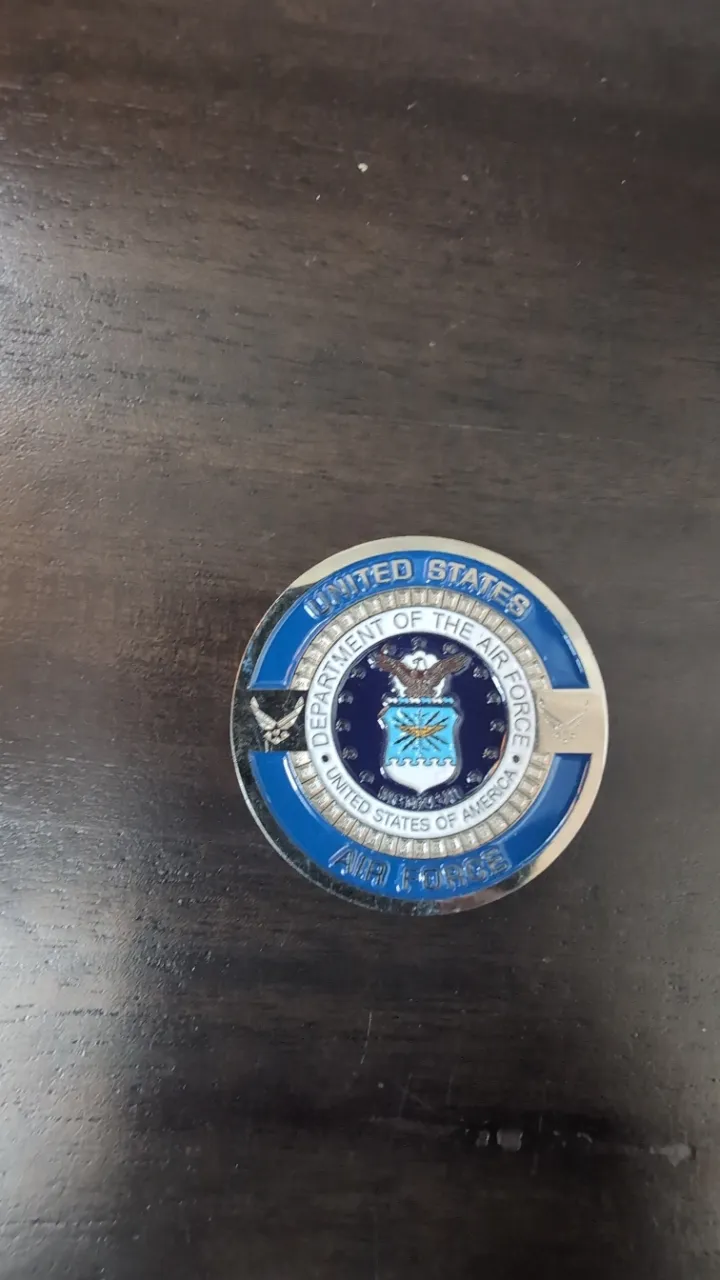 UNITED STATES
DEPARTMENT OF THE AIR FORCE
UNITED STATES OF AMERICA
AIR FORCE